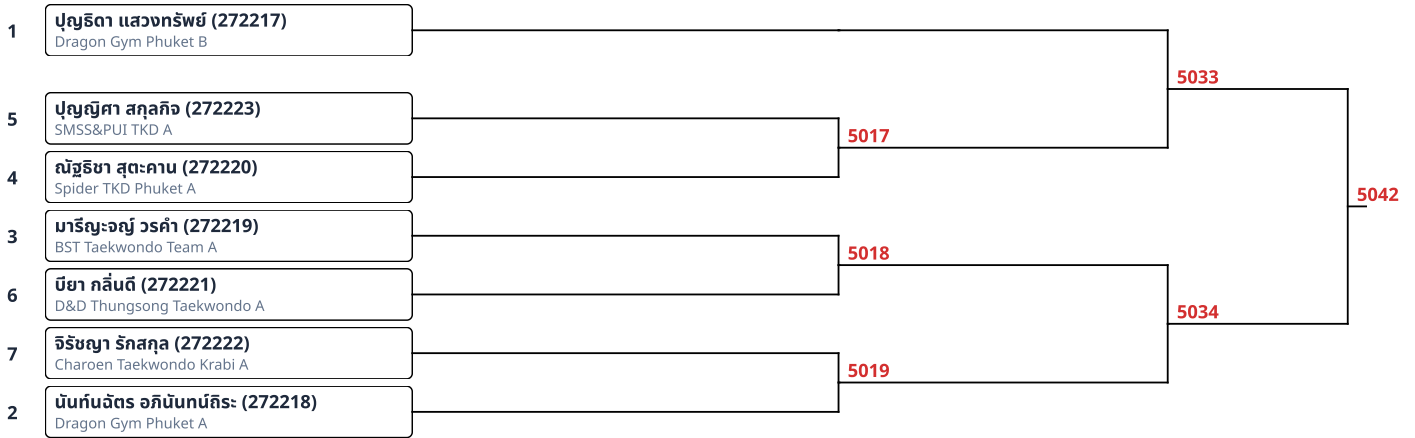 1
ปุญธิดา แสวงทรัพย์ (272217)
Dragon Gym Phuket B
5033
5
ปุญญิศา สกุลกิจ (272223)
SMSS&PUI TKD A
5017
4
ณัฐธิชา สุตะคาน (272220)
Spider TKD Phuket A
5042
3
มารีญะจญ์ วรคำ (272219)
BST Taekwondo Team A
5018
6
บียา กลิ่นดี (272221)
D&D Thungsong Taekwondo A
5034
7
จิรัชญา รักสกุล (272222)
Charoen Taekwondo Krabi A
5019
2
นันท์นฉัตร อภินันทน์ถิระ (272218)
Dragon Gym Phuket A